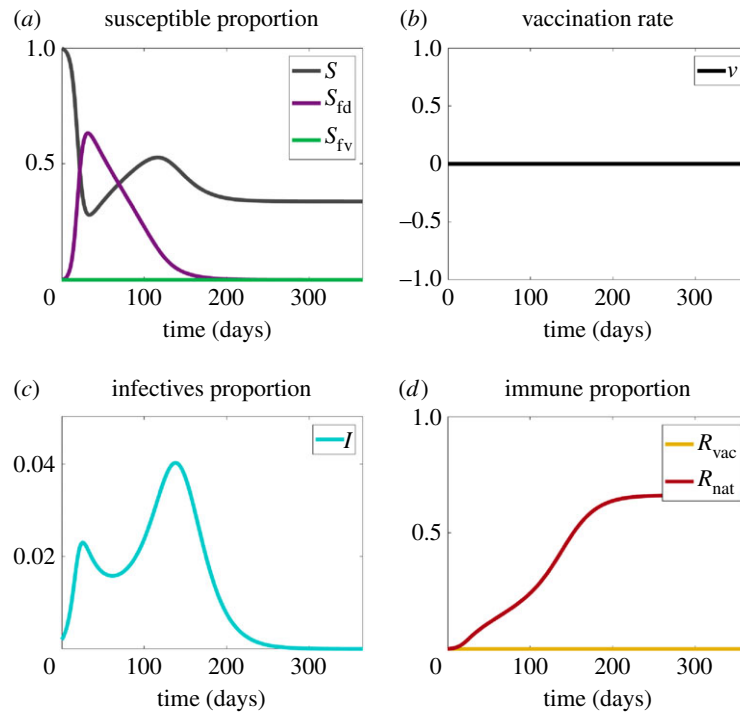 (a) susceptible proportion
1.0
0.5
0
S
S_fd
S_fv
0 100 200 300
time (days)
(b) vaccination rate
1.0
0.5
0
−0.5
−1.0
v
0 100 200 300
time (days)
(c) infectives proportion
0.04
0.02
I
0 100 200 300
time (days)
(d) immune proportion
1.0
0.5
R_vac
R_nat
0 100 200 300
time (days)